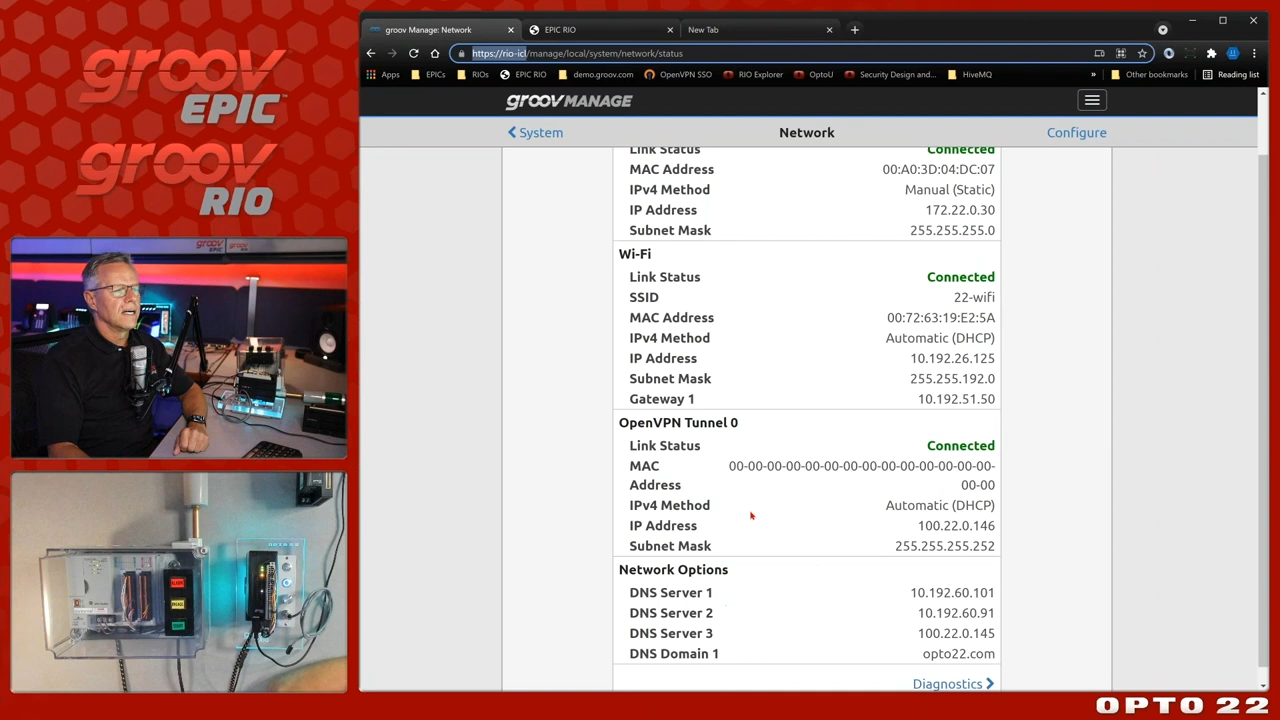 groov
EPIC™
groov
RIO
groov Manage: Network
EPIC RIO
New Tab
https://rio-icl/manage/local/system/network/status
Apps EPICs RIOs EPIC RIO demo.groov.com OpenVPN SSO RIO Explorer OptoU Security Design and... HiveMQ » Other bookmarks Reading list
groov MANAGE
System Network Configure
Link Status Connected
MAC Address 00:A0:3D:04:DC:07
IPv4 Method Manual (Static)
IP Address 172.22.0.30
Subnet Mask 255.255.255.0
Wi-Fi
Link Status Connected
SSID 22-wifi
MAC Address 00:72:63:19:E2:5A
IPv4 Method Automatic (DHCP)
IP Address 10.192.26.125
Subnet Mask 255.255.192.0
Gateway 1 10.192.51.50
OpenVPN Tunnel 0
Link Status Connected
MAC 00-00-00-00-00-00-00-00-00-00-00-00-00-00-
Address 00-00
IPv4 Method Automatic (DHCP)
IP Address 100.22.0.146
Subnet Mask 255.255.255.252
Network Options
DNS Server 1 10.192.60.101
DNS Server 2 10.192.60.91
DNS Server 3 100.22.0.145
DNS Domain 1 opto22.com
Diagnostics
OPTO 22